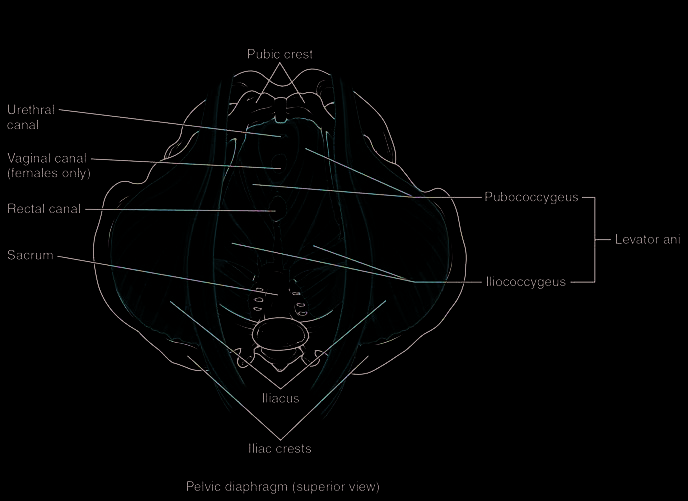 Pubic crest
Urethral
canal
Vaginal canal
(females only)
Rectal canal
Sacrum
Pubococcygeus
Levator ani
Iliococcygeus
Iliacus
Iliac crests
Pelvic diaphragm (superior view)